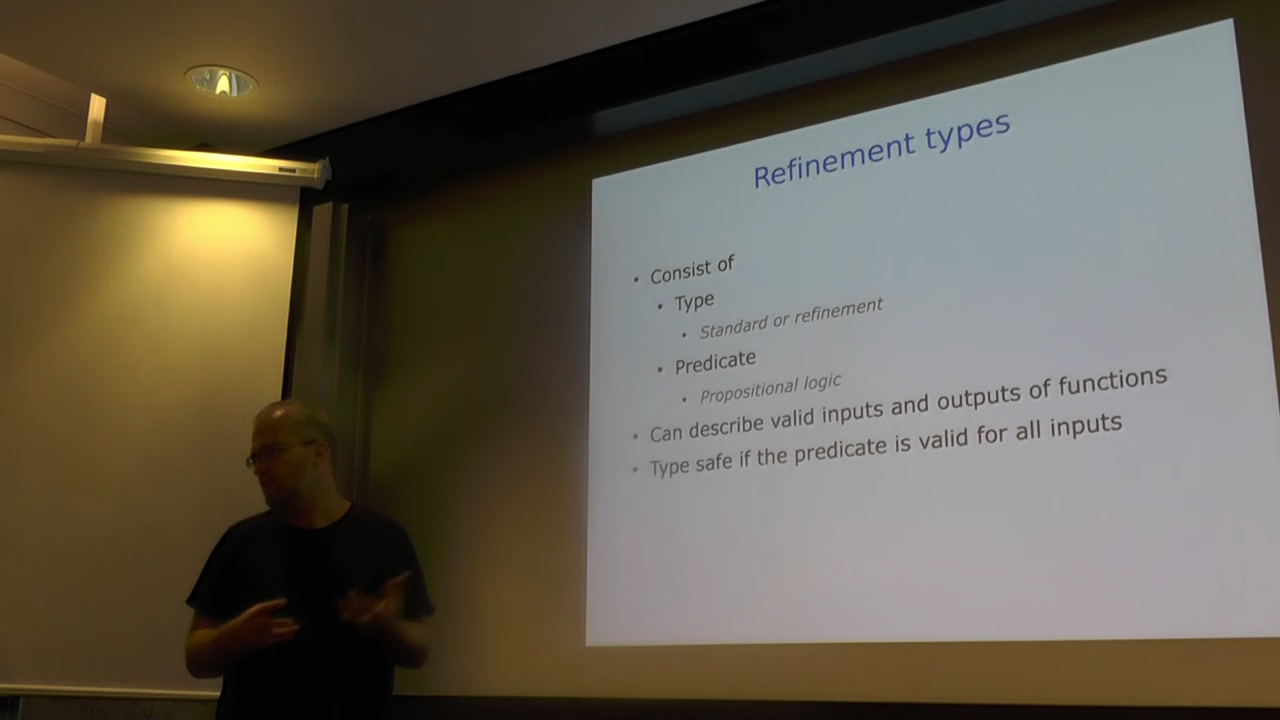 Refinement types
• Consist of
• Type
• Standard or refinement
• Predicate
• Propositional logic
• Can describe valid inputs and outputs of functions
• Type safe if the predicate is valid for all inputs